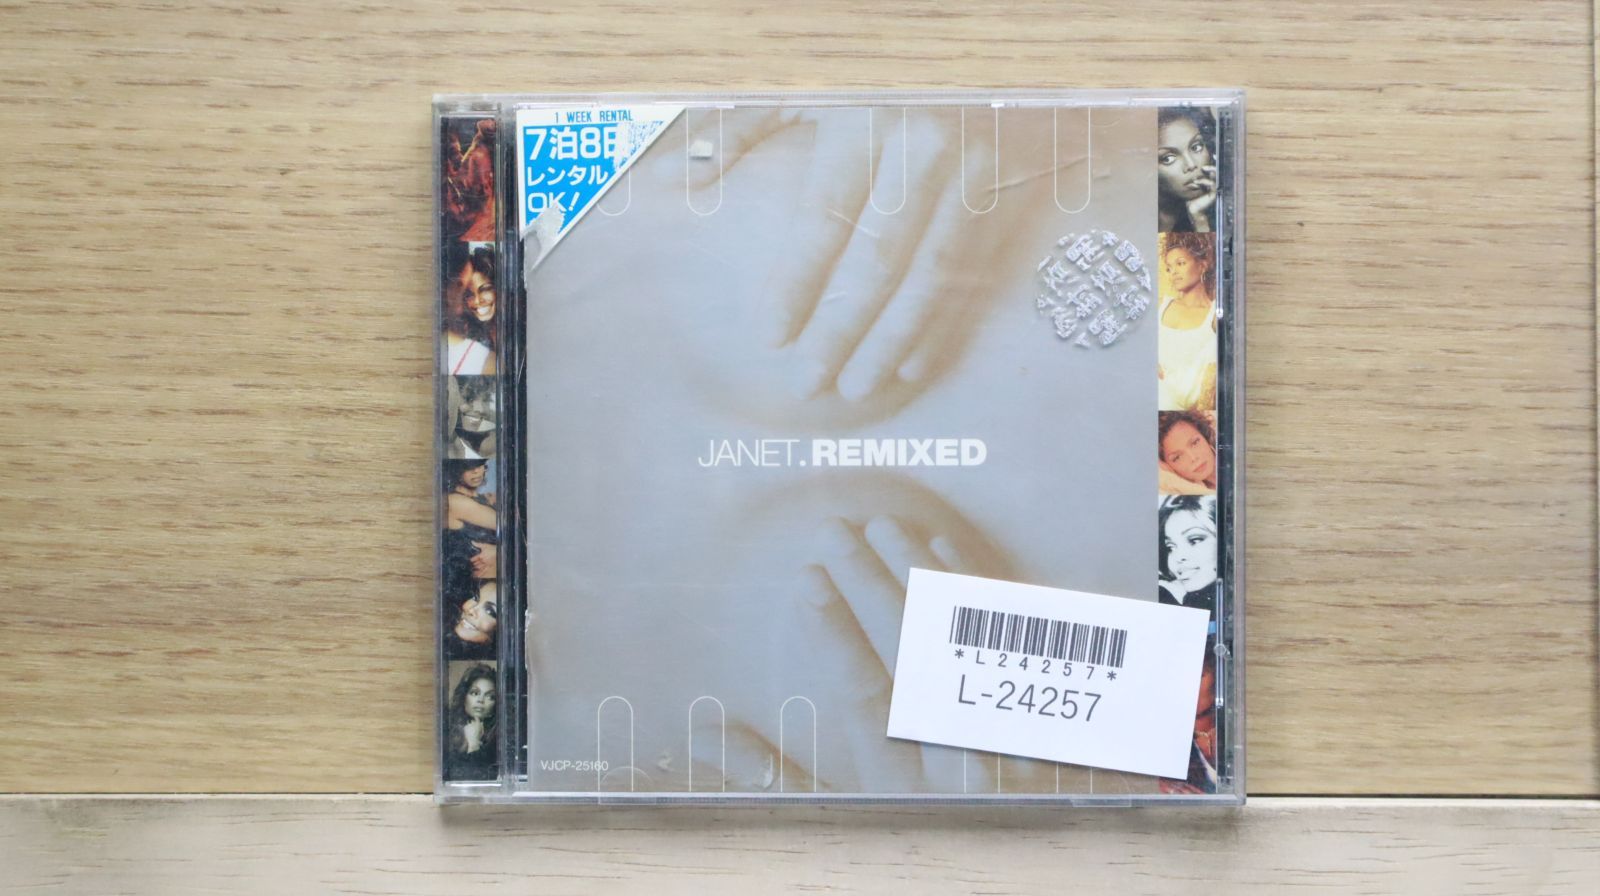 1 WEEK RENTAL
7泊8日
レンタル
OK!
JANET.REMIXED
*L24257*
L-24257
VJCP-25160